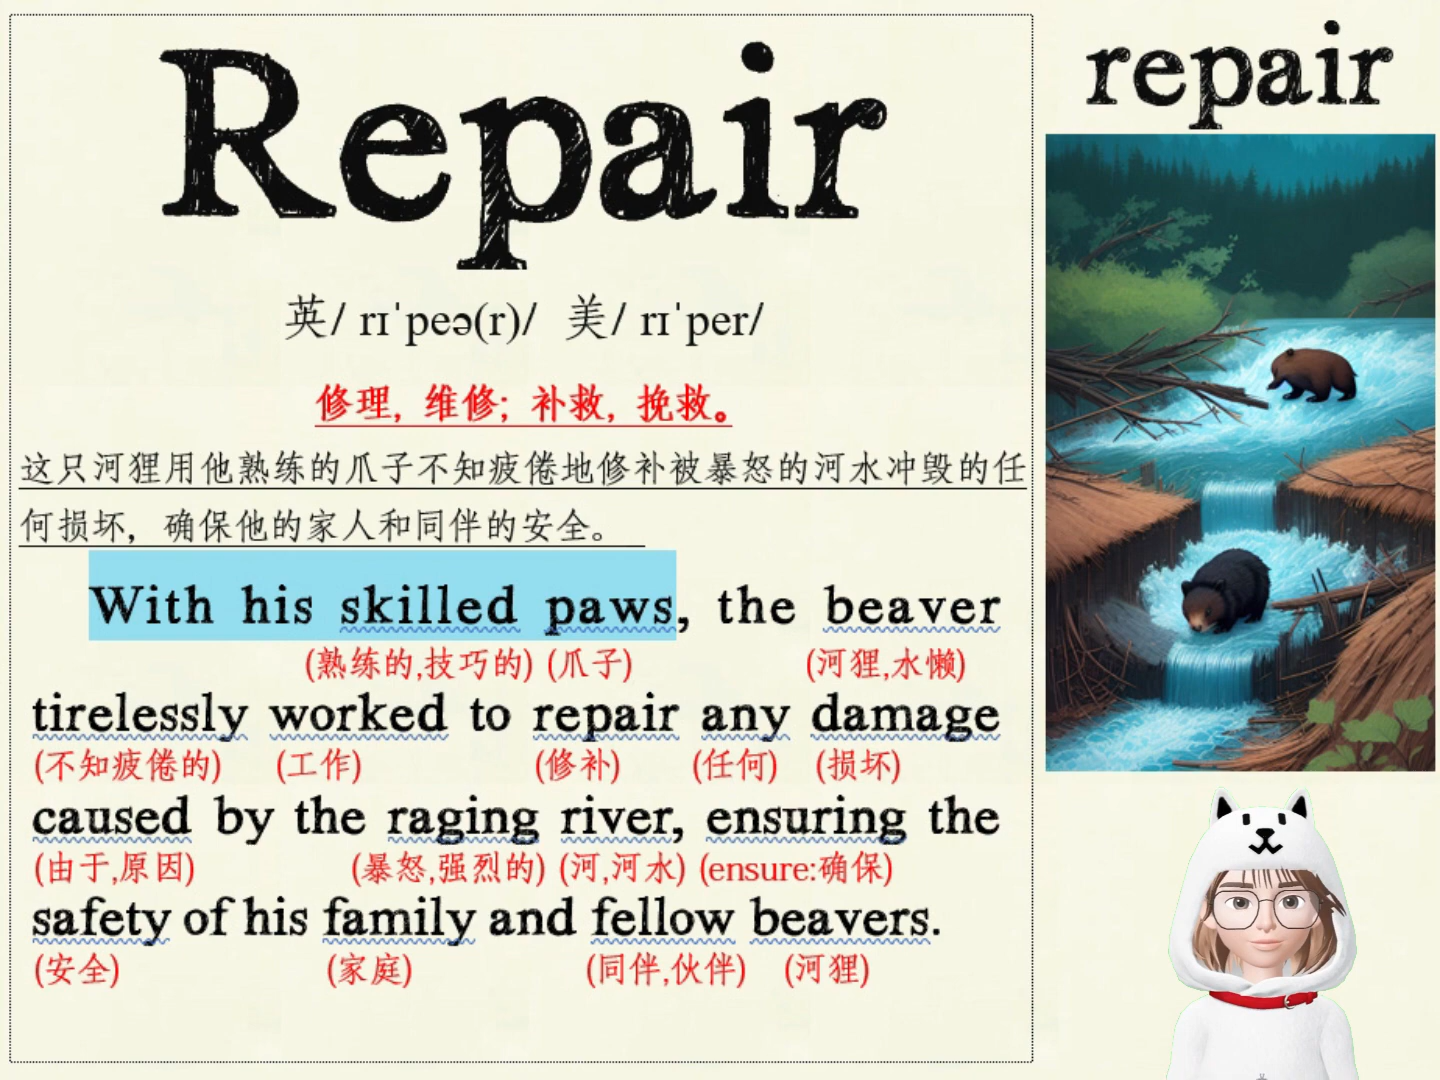 Repair
英/ rɪˈpeə(r)/ 美/ rɪˈper/
修理, 维修; 补救, 挽救。
这只河狸用他熟练的爪子不知疲倦地修补被暴怒的河水冲毁的任
何损坏, 确保他的家人和同伴的安全。
With his skilled paws, the beaver
(熟练的,技巧的) (爪子) (河狸,水懒)
tirelessly worked to repair any damage
(不知疲倦的) (工作) (修补) (任何) (损坏)
caused by the raging river, ensuring the
(由于,原因) (暴怒,强烈的) (河,河水) (ensure:确保)
safety of his family and fellow beavers.
(安全) (家庭) (同伴,伙伴) (河狸)
repair